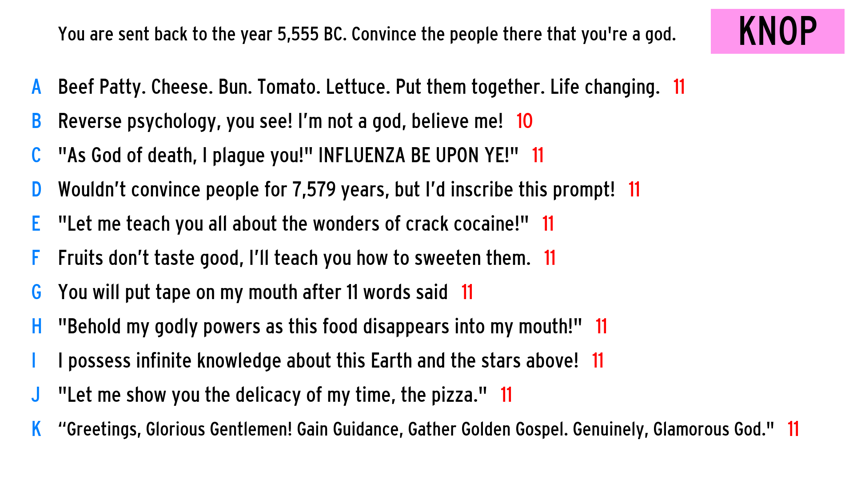 You are sent back to the year 5,555 BC. Convince the people there that you're a god.
KNOP
A Beef Patty. Cheese. Bun. Tomato. Lettuce. Put them together. Life changing. 11
B Reverse psychology, you see! I’m not a god, believe me! 10
C "As God of death, I plague you!" INFLUENZA BE UPON YE!" 11
D Wouldn’t convince people for 7,579 years, but I’d inscribe this prompt! 11
E "Let me teach you all about the wonders of crack cocaine!" 11
F Fruits don’t taste good, I’ll teach you how to sweeten them. 11
G You will put tape on my mouth after 11 words said 11
H "Behold my godly powers as this food disappears into my mouth!" 11
I I possess infinite knowledge about this Earth and the stars above! 11
J "Let me show you the delicacy of my time, the pizza." 11
K “Greetings, Glorious Gentlemen! Gain Guidance, Gather Golden Gospel. Genuinely, Glamorous God." 11